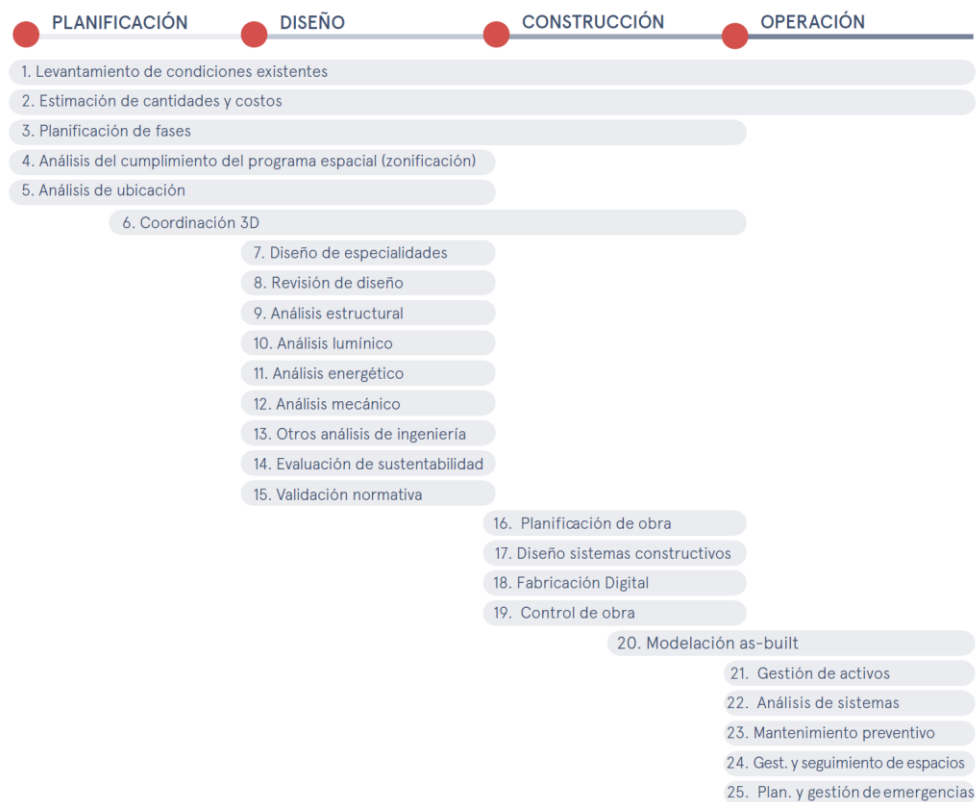 PLANIFICACIÓN DISEÑO CONSTRUCCIÓN OPERACIÓN
1. Levantamiento de condiciones existentes
2. Estimación de cantidades y costos
3. Planificación de fases
4. Análisis del cumplimiento del programa espacial (zonificación)
5. Análisis de ubicación
6. Coordinación 3D
7. Diseño de especialidades
8. Revisión de diseño
9. Análisis estructural
10. Análisis lumínico
11. Análisis energético
12. Análisis mecánico
13. Otros análisis de ingeniería
14. Evaluación de sustentabilidad
15. Validación normativa
16. Planificación de obra
17. Diseño sistemas constructivos
18. Fabricación Digital
19. Control de obra
20. Modelación as-built
21. Gestión de activos
22. Análisis de sistemas
23. Mantenimiento preventivo
24. Gest. y seguimiento de espacios
25. Plan. y gestión de emergencias